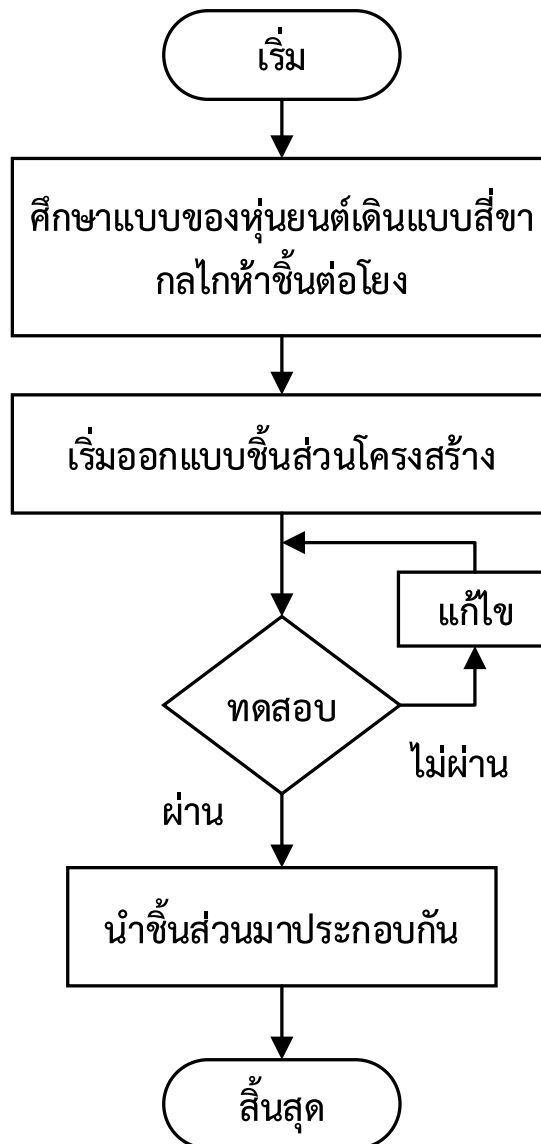 เริ่ม
ศึกษาแบบของหุ่นยนต์เดินแบบสี่ขา
กลไกห้าชิ้นต่อโยง
เริ่มออกแบบชิ้นส่วนโครงสร้าง
แก้ไข
ทดสอบ
ไม่ผ่าน
ผ่าน
นำชิ้นส่วนมาประกอบกัน
สิ้นสุด